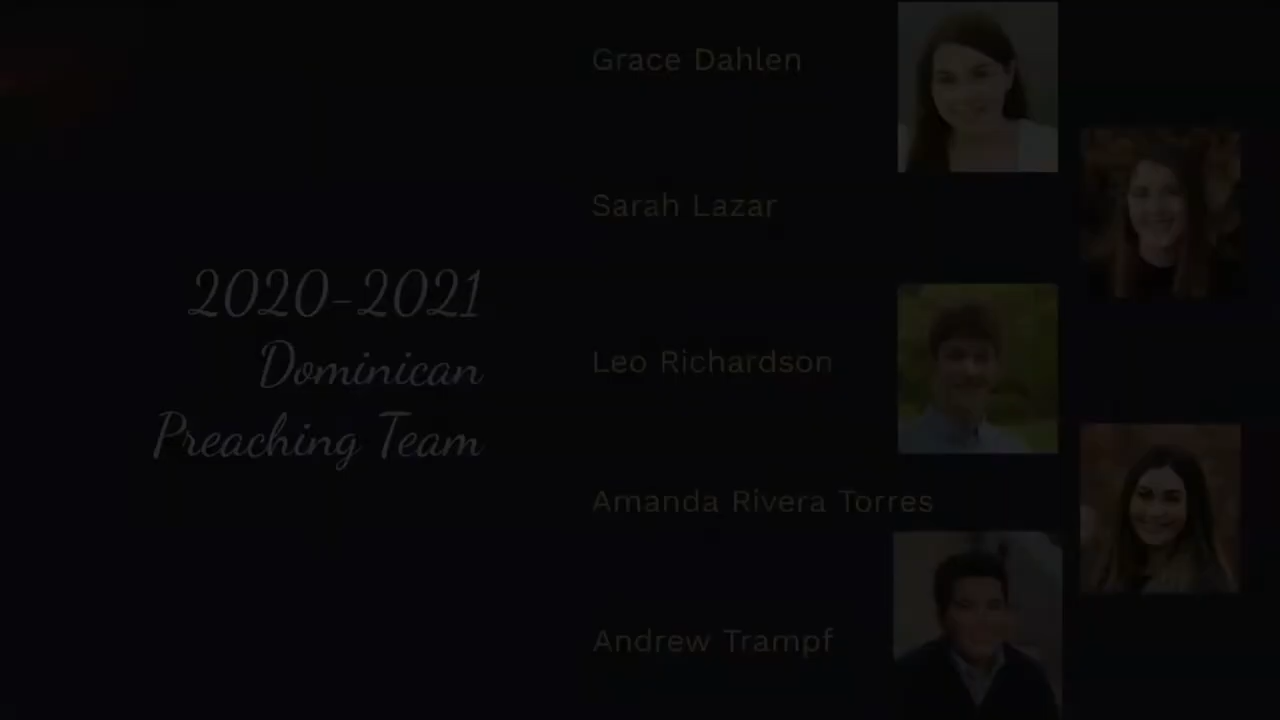 2020-2021
Dominican
Preaching Team
Grace Dahlen
Sarah Lazar
Leo Richardson
Amanda Rivera Torres
Andrew Trampf